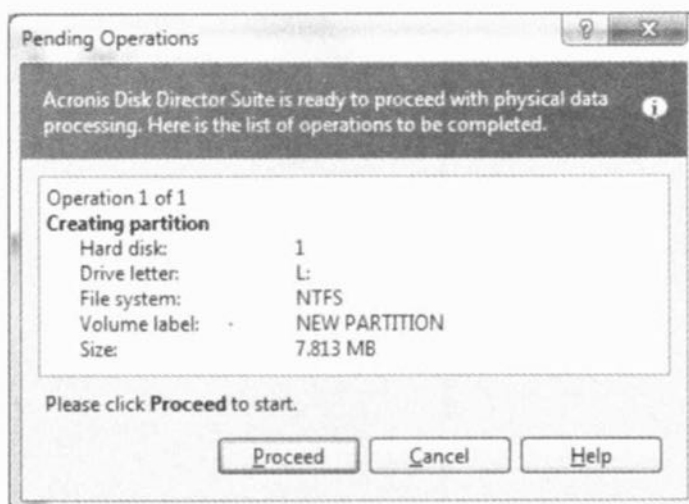 Pending Operations
Acronis Disk Director Suite is ready to proceed with physical data
processing. Here is the list of operations to be completed.
Operation 1 of 1
Creating partition
Hard disk: 1
Drive letter: L:
File system: NTFS
Volume label: NEW PARTITION
Size: 7.813 MB
Please click Proceed to start.
Proceed Cancel Help